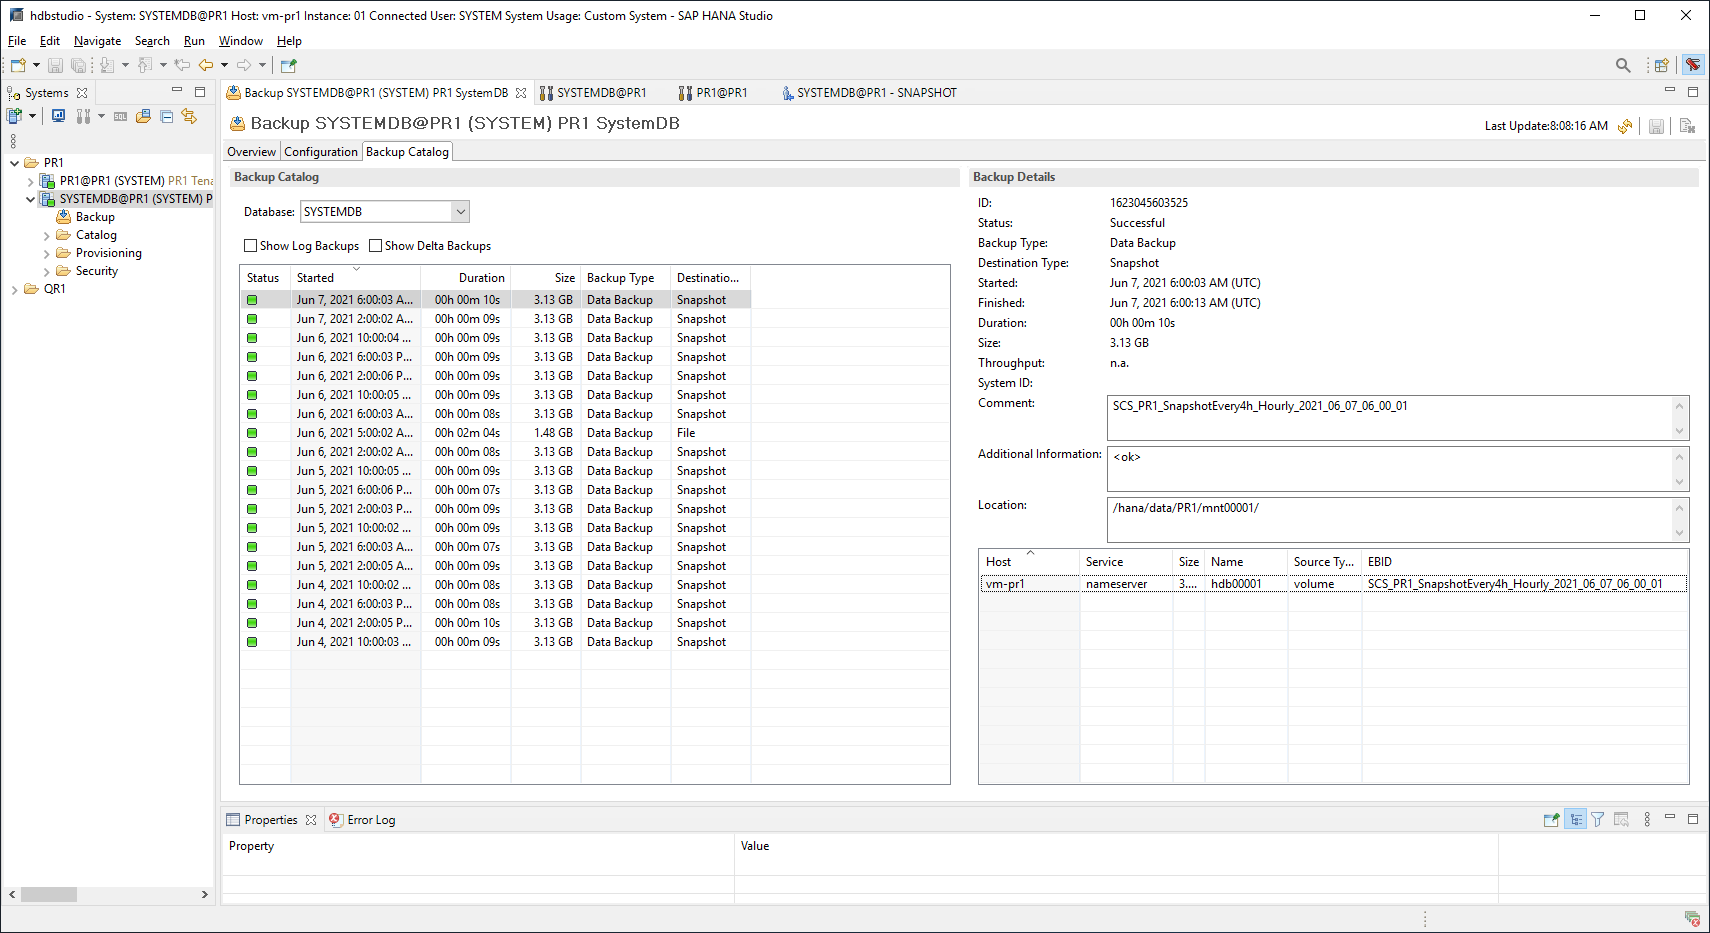 hdbstudio - System: SYSTEMDB@PR1 Host: vm-pr1 Instance: 01 Connected User: SYSTEM System Usage: Custom System - SAP HANA Studio
File Edit Navigate Search Run Window Help
Systems
Backup SYSTEMDB@PR1 (SYSTEM) PR1 SystemDB
SYSTEMDB@PR1
PR1@PR1
SYSTEMDB@PR1 - SNAPSHOT
SQL
PR1
PR1@PR1 (SYSTEM) PR1 Tena
SYSTEMDB@PR1 (SYSTEM) P
Backup
Catalog
Provisioning
Security
QR1
Backup SYSTEMDB@PR1 (SYSTEM) PR1 SystemDB
Last Update:8:08:16 AM
Overview Configuration Backup Catalog
Backup Catalog
Database: SYSTEMDB
Show Log Backups Show Delta Backups
Status Started Duration Size Backup Type Destinatio...
Jun 7, 2021 6:00:03 A... 00h 00m 10s 3.13 GB Data Backup Snapshot
Jun 7, 2021 2:00:02 A... 00h 00m 09s 3.13 GB Data Backup Snapshot
Jun 6, 2021 10:00:04 ... 00h 00m 09s 3.13 GB Data Backup Snapshot
Jun 6, 2021 6:00:03 P... 00h 00m 09s 3.13 GB Data Backup Snapshot
Jun 6, 2021 2:00:06 P... 00h 00m 09s 3.13 GB Data Backup Snapshot
Jun 6, 2021 10:00:05 ... 00h 00m 09s 3.13 GB Data Backup Snapshot
Jun 6, 2021 6:00:03 A... 00h 00m 08s 3.13 GB Data Backup Snapshot
Jun 6, 2021 5:00:02 A... 00h 02m 04s 1.48 GB Data Backup File
Jun 6, 2021 2:00:02 A... 00h 00m 08s 3.13 GB Data Backup Snapshot
Jun 5, 2021 10:00:05 ... 00h 00m 09s 3.13 GB Data Backup Snapshot
Jun 5, 2021 6:00:06 P... 00h 00m 07s 3.13 GB Data Backup Snapshot
Jun 5, 2021 2:00:03 P... 00h 00m 09s 3.13 GB Data Backup Snapshot
Jun 5, 2021 10:00:02 ... 00h 00m 09s 3.13 GB Data Backup Snapshot
Jun 5, 2021 6:00:03 A... 00h 00m 07s 3.13 GB Data Backup Snapshot
Jun 5, 2021 2:00:05 A... 00h 00m 09s 3.13 GB Data Backup Snapshot
Jun 4, 2021 10:00:02 ... 00h 00m 08s 3.13 GB Data Backup Snapshot
Jun 4, 2021 6:00:03 P... 00h 00m 08s 3.13 GB Data Backup Snapshot
Jun 4, 2021 2:00:05 P... 00h 00m 10s 3.13 GB Data Backup Snapshot
Jun 4, 2021 10:00:03 ... 00h 00m 09s 3.13 GB Data Backup Snapshot
Backup Details
ID: 1623045603525
Status: Successful
Backup Type: Data Backup
Destination Type: Snapshot
Started: Jun 7, 2021 6:00:03 AM (UTC)
Finished: Jun 7, 2021 6:00:13 AM (UTC)
Duration: 00h 00m 10s
Size: 3.13 GB
Throughput: n.a.
System ID:
Comment: SCS_PR1_SnapshotEvery4h_Hourly_2021_06_07_06_00_01
Additional Information: <ok>
Location: /hana/data/PR1/mnt00001/
Host Service Size Name Source Ty... EBID
vm-pr1 nameserver 3.... hdb00001 volume SCS_PR1_SnapshotEvery4h_Hourly_2021_06_07_06_00_01
Properties Error Log
Property Value